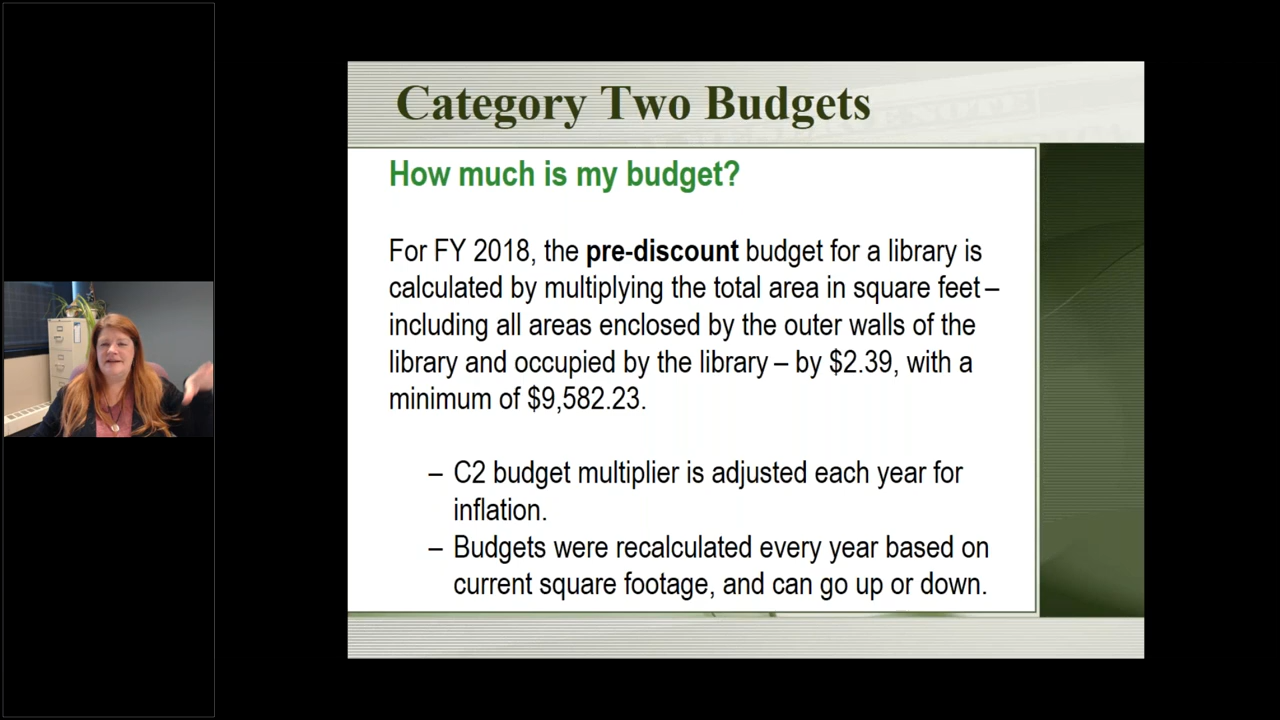 Category Two Budgets
How much is my budget?
For FY 2018, the pre-discount budget for a library is
calculated by multiplying the total area in square feet –
including all areas enclosed by the outer walls of the
library and occupied by the library – by $2.39, with a
minimum of $9,582.23.
– C2 budget multiplier is adjusted each year for
inflation.
– Budgets were recalculated every year based on
current square footage, and can go up or down.